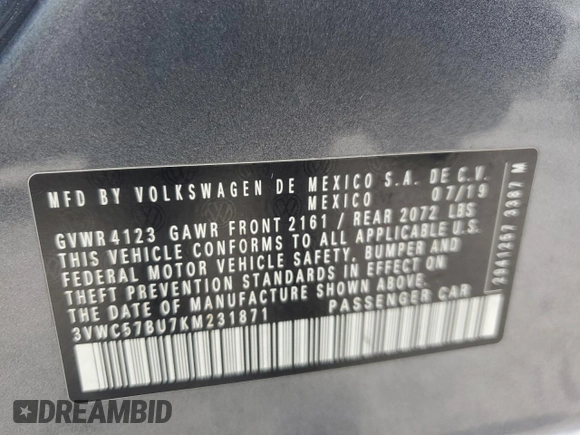 MFD BY VOLKSWAGEN DE MEXICO S.A. DE C.V.
MEXICO 07/19
GVWR 4123 GAWR FRONT 2161 / REAR 2072 LBS
THIS VEHICLE CONFORMS TO ALL APPLICABLE U.S.
FEDERAL MOTOR VEHICLE SAFETY, BUMPER AND
THEFT PREVENTION STANDARDS IN EFFECT ON
THE DATE OF MANUFACTURE SHOWN ABOVE.
3VWC57BU7KM231871 PASSENGER CAR
2941257 3387 M
DREAMBID